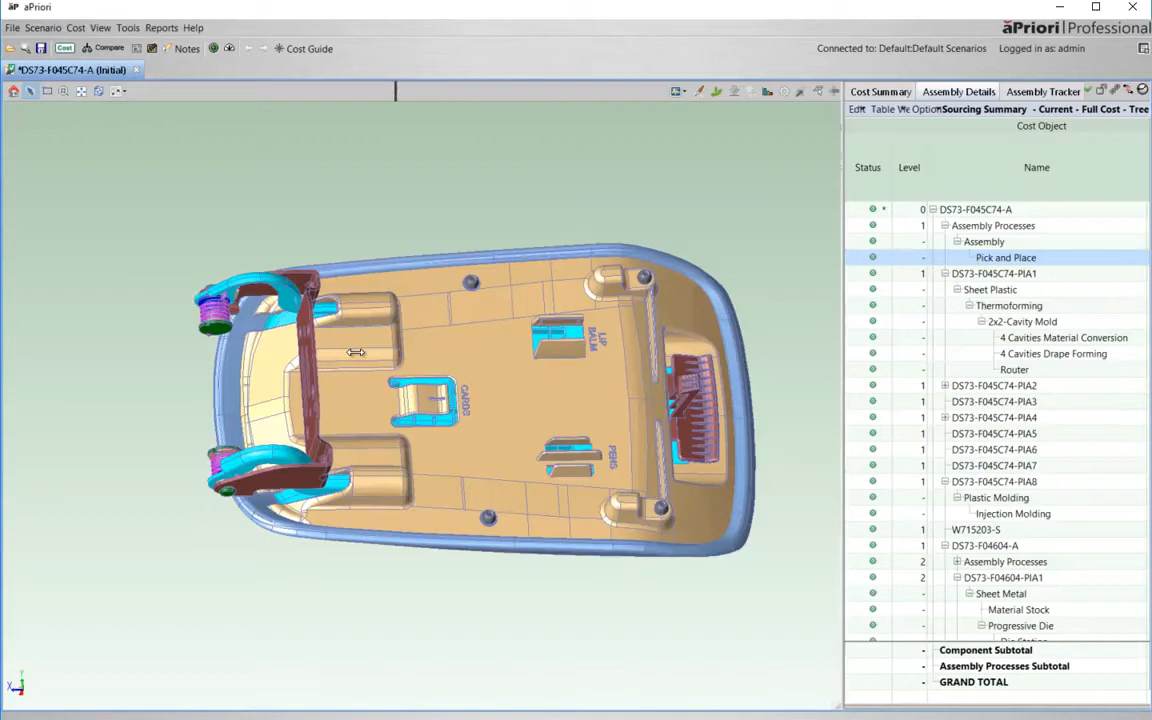 aP aPriori
File Scenario Cost View Tools Reports Help
aPriori | Professional
Cost Compare Notes Cost Guide
Connected to: Default:Default Scenarios Logged in as: admin
*DS73-F045C74-A (Initial)
Cost Summary Assembly Details Assembly Tracker
Sourcing Summary - Current - Full Cost - Tree
Cost Object
Status Level Name
* 0 DS73-F045C74-A
1 Assembly Processes
- Assembly
- Pick and Place
1 DS73-F045C74-PIA1
- Sheet Plastic
- Thermoforming
- 2x2-Cavity Mold
- 4 Cavities Material Conversion
- 4 Cavities Drape Forming
- Router
1 DS73-F045C74-PIA2
1 DS73-F045C74-PIA3
1 DS73-F045C74-PIA4
1 DS73-F045C74-PIA5
1 DS73-F045C74-PIA6
1 DS73-F045C74-PIA7
1 DS73-F045C74-PIA8
- Plastic Molding
- Injection Molding
1 W715203-S
1 DS73-F04604-A
2 Assembly Processes
2 DS73-F04604-PIA1
- Sheet Metal
- Material Stock
- Progressive Die
- Component Subtotal
- Assembly Processes Subtotal
- GRAND TOTAL
LIP
BALM
CARDS
PENS
X
Y